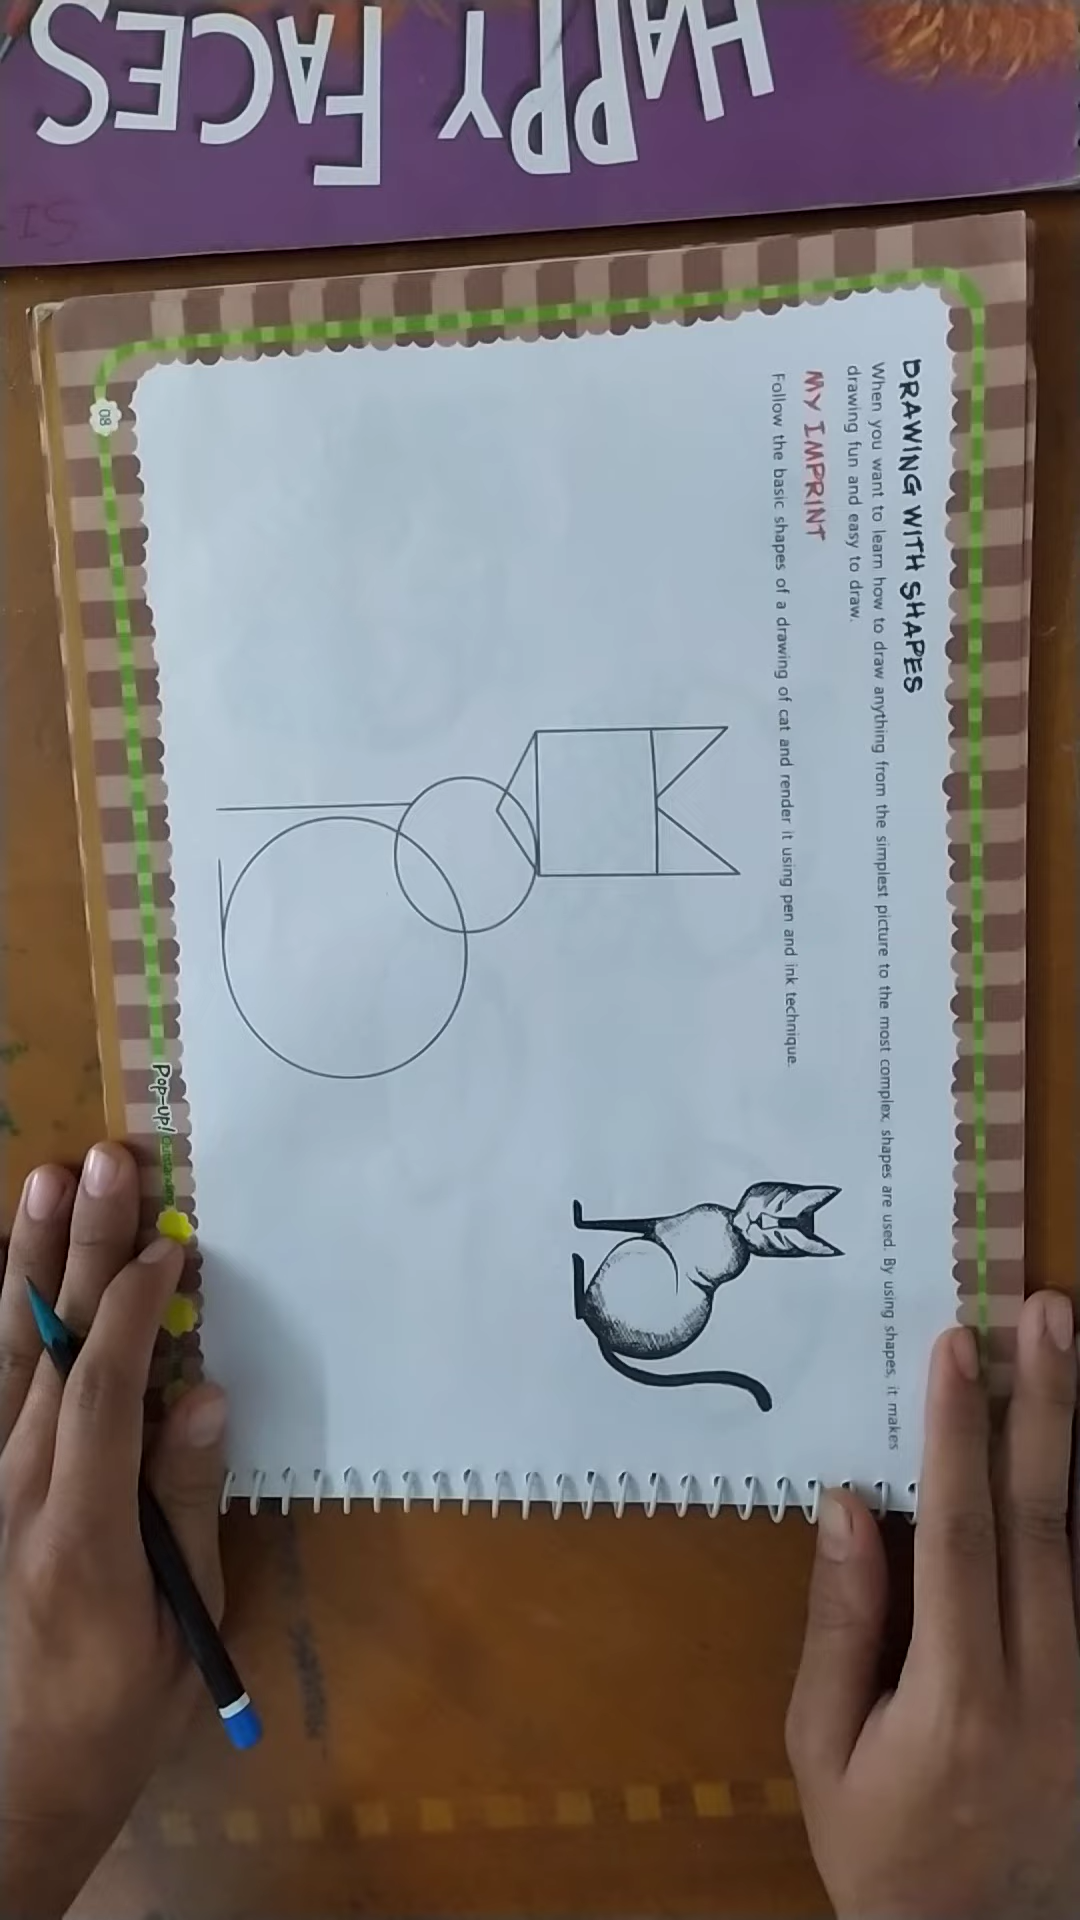 HAPPY FACES
DRAWING WITH SHAPES
When you want to learn how to draw anything from the simplest picture to the most complex, shapes are used. By using shapes, it makes
drawing fun and easy to draw.
MY IMPRINT
Follow the basic shapes of a drawing of cat and render it using pen and ink technique.
08
Pop-up! outstanding